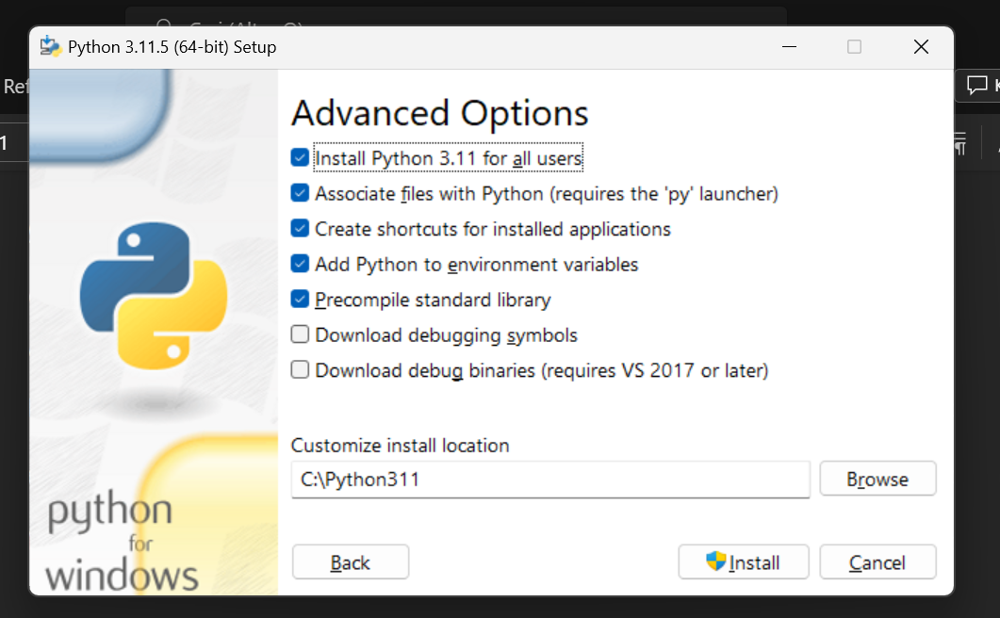 Python 3.11.5 (64-bit) Setup
Advanced Options
Install Python 3.11 for all users
Associate files with Python (requires the 'py' launcher)
Create shortcuts for installed applications
Add Python to environment variables
Precompile standard library
Download debugging symbols
Download debug binaries (requires VS 2017 or later)
Customize install location
C:\Python311
Browse
Back
Install
Cancel
python
for
windows
Ref
1